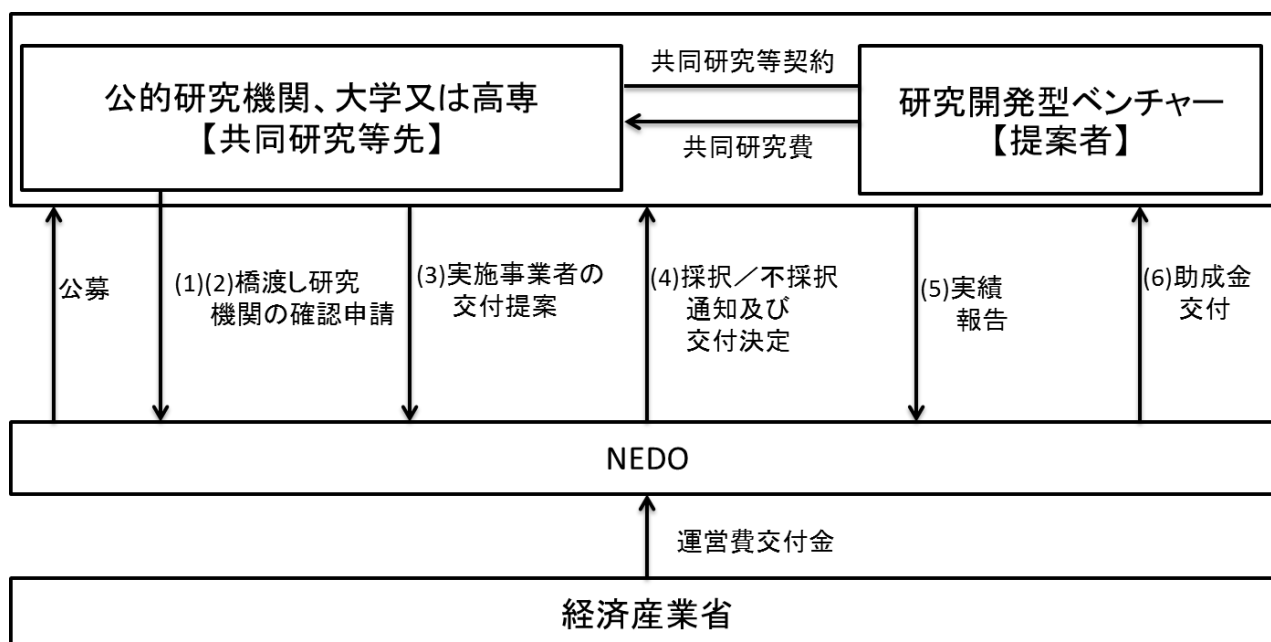 公的研究機関、大学又は高専
【共同研究等先】
共同研究等契約
共同研究費
研究開発型ベンチャー
【提案者】
公募
(1)(2)橋渡し研究
機関の確認申請
(3)実施事業者の
交付提案
(4)採択／不採択
通知及び
交付決定
(5)実績
報告
(6)助成金
交付
NEDO
運営費交付金
経済産業省